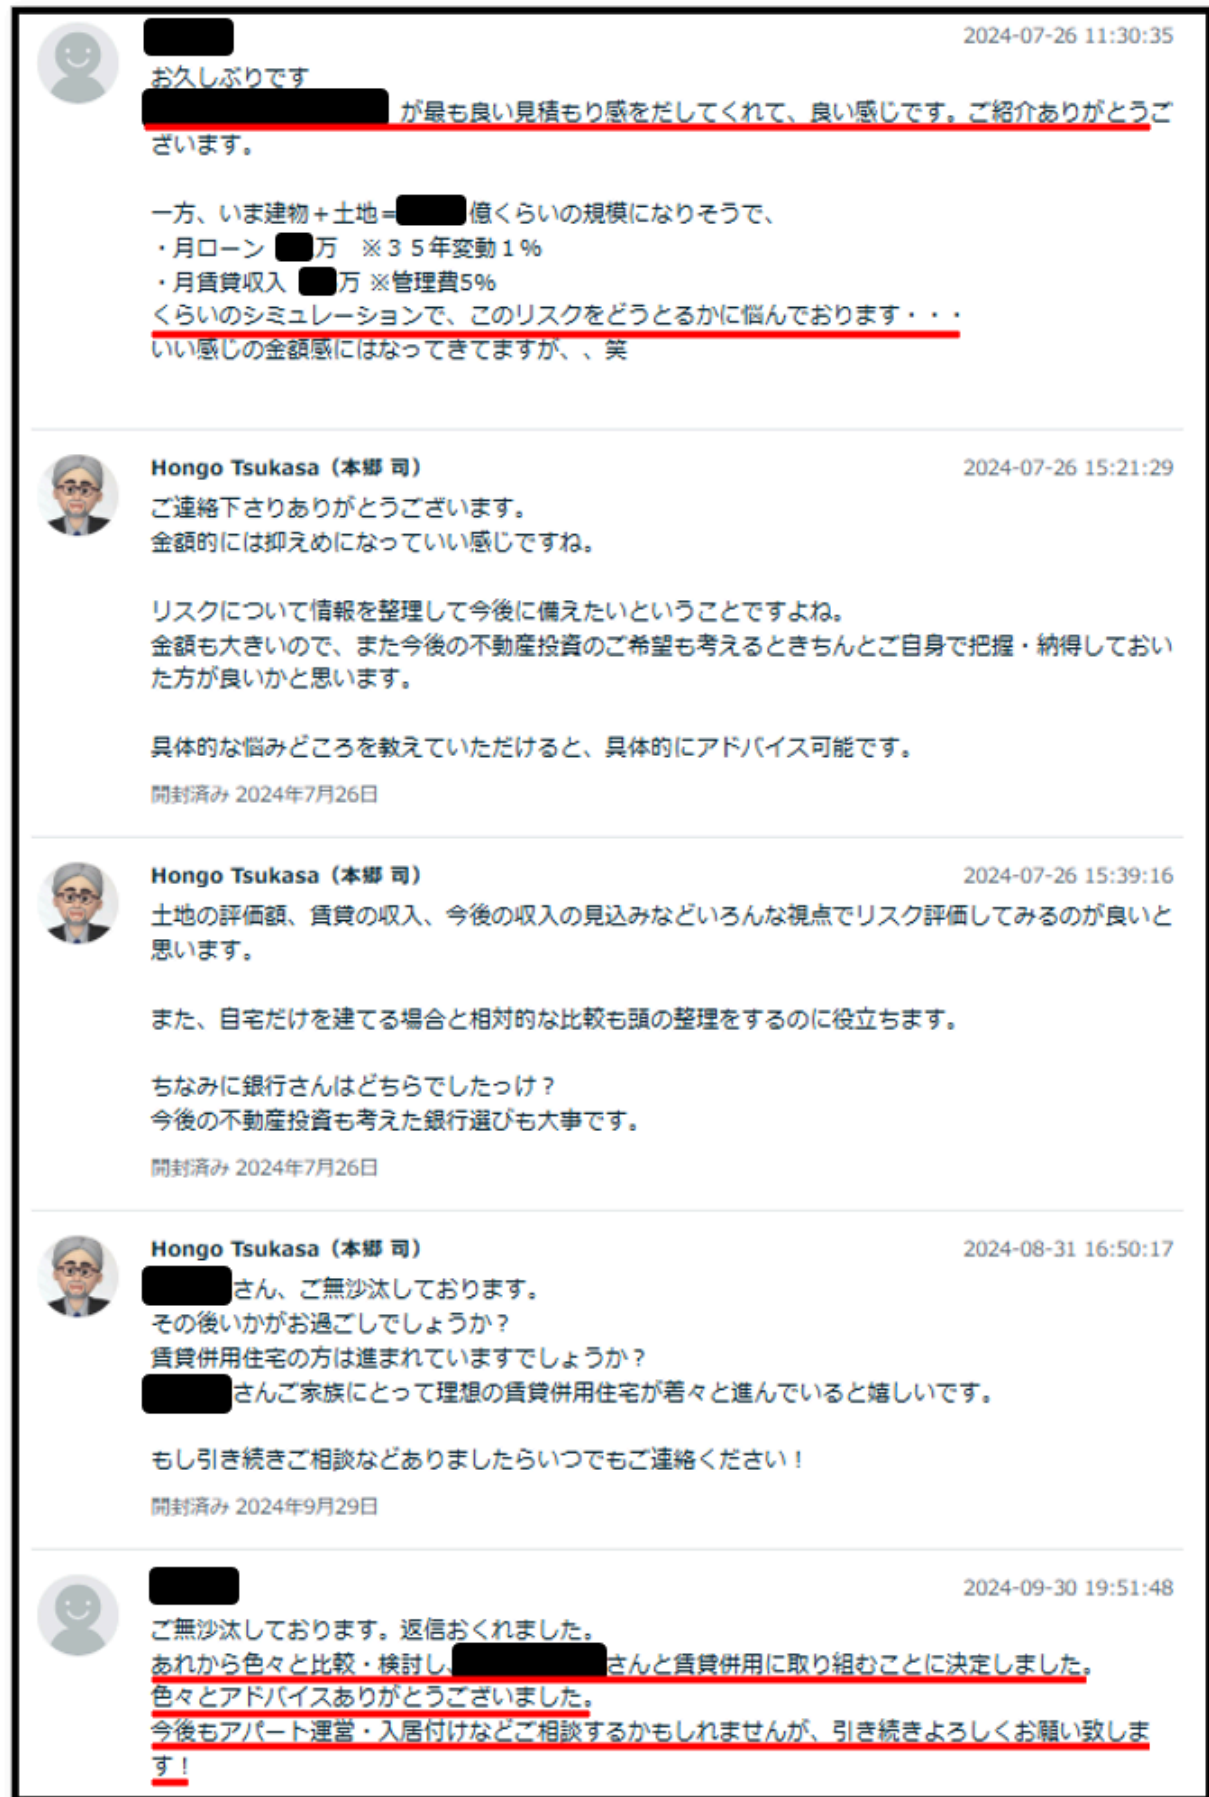 2024-07-26 11:30:35
お久しぶりです
が最も良い見積もり感をだしてくれて、良い感じです。ご紹介ありがとうご
ざいます。
一方、いま建物＋土地=億くらいの規模になりそうで、
・月ローン 万　※３５年変動１%
・月賃貸収入 万 ※管理費5%
くらいのシミュレーションで、このリスクをどうとるかに悩んでおります・・・
いい感じの金額感にはなってきてますが、、笑
Hongo Tsukasa（本郷 司） 2024-07-26 15:21:29
ご連絡下さりありがとうございます。
金額的には抑えめになっていい感じですね。
リスクについて情報を整理して今後に備えたいということですよね。
金額も大きいので、また今後の不動産投資のご希望も考えるときちんとご自身で把握・納得しておい
た方が良いかと思います。
具体的な悩みどころを教えていただけると、具体的にアドバイス可能です。
開封済み 2024年7月26日
Hongo Tsukasa（本郷 司） 2024-07-26 15:39:16
土地の評価額、賃貸の収入、今後の収入の見込みなどいろんな視点でリスク評価してみるのが良いと
思います。
また、自宅だけを建てる場合と相対的な比較も頭の整理をするのに役立ちます。
ちなみに銀行さんはどちらでしたっけ？
今後の不動産投資も考えた銀行選びも大事です。
開封済み 2024年7月26日
Hongo Tsukasa（本郷 司） 2024-08-31 16:50:17
さん、ご無沙汰しております。
その後いかがお過ごしでしょうか？
賃貸併用住宅の方は進まれていますでしょうか？
さんご家族にとって理想の賃貸併用住宅が着々と進んでいると嬉しいです。
もし引き続きご相談などありましたらいつでもご連絡ください！
開封済み 2024年9月29日
2024-09-30 19:51:48
ご無沙汰しております。返信おくれました。
あれから色々と比較・検討し、さんと賃貸併用に取り組むことに決定しました。
色々とアドバイスありがとうございました。
今後もアパート運営・入居付けなどご相談するかもしれませんが、引き続きよろしくお願い致しま
す！